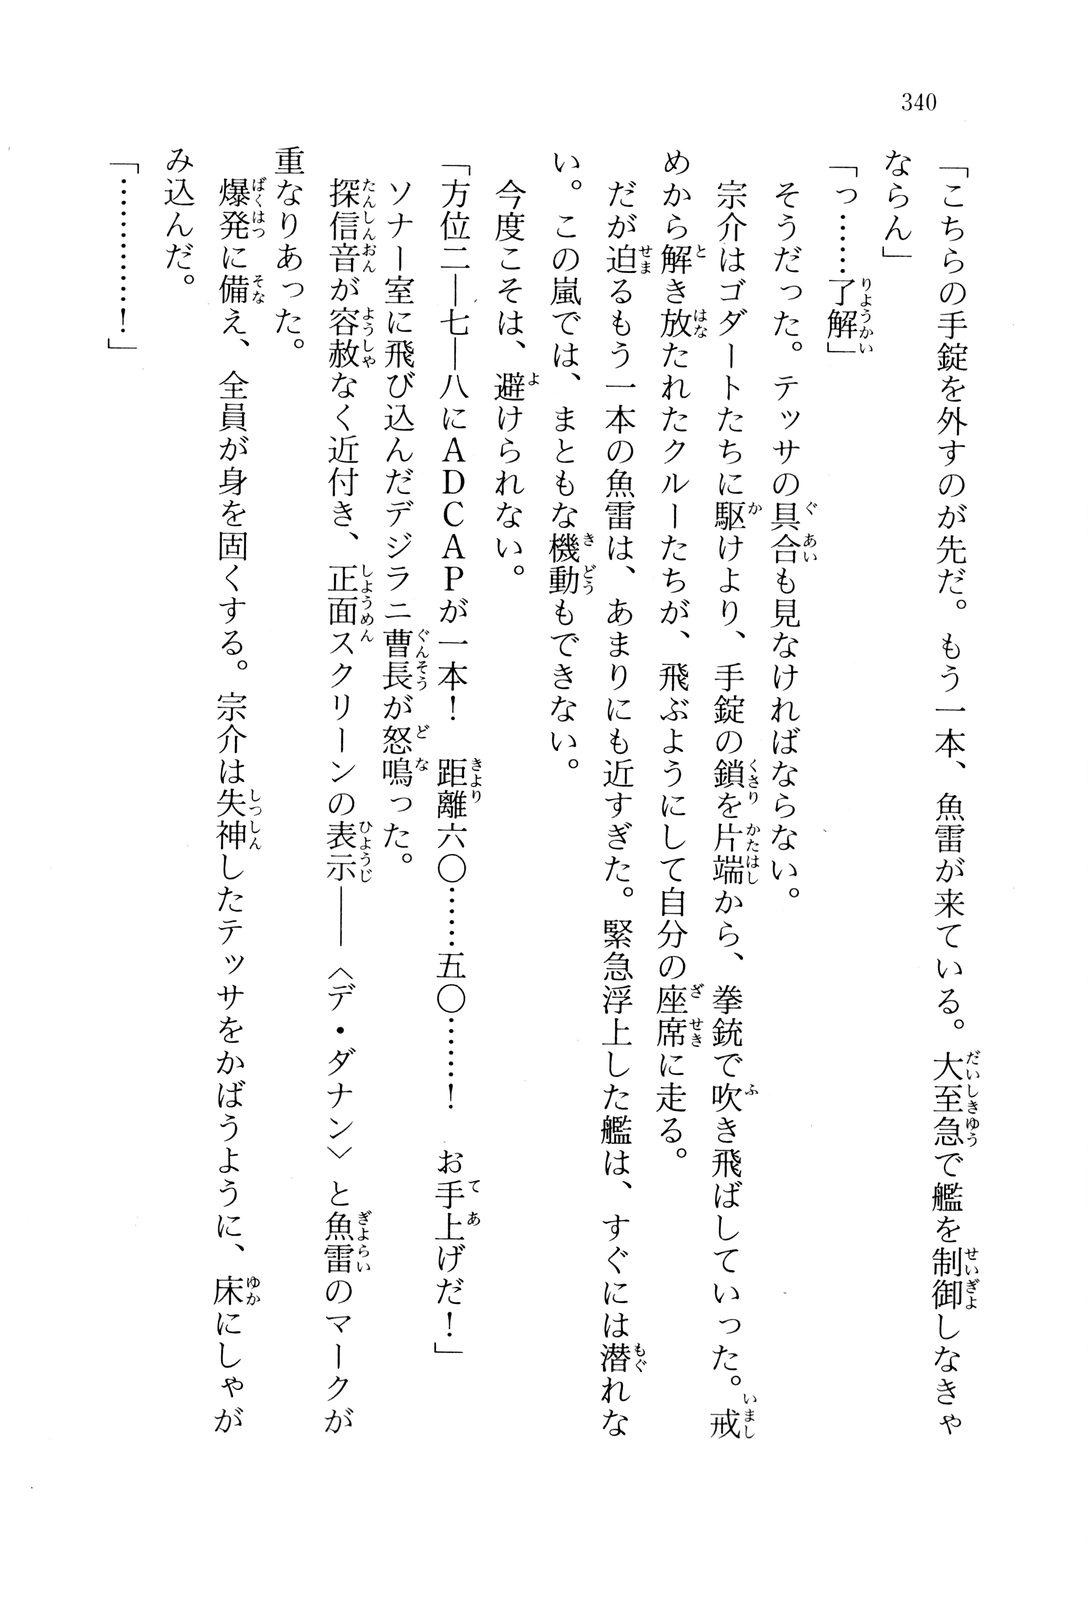 340
「こちらの手錠を外すのが先だ。もう一本、魚雷が来ている。大至急で艦を制御しなきゃ
ならん」
「っ……了解」
そうだった。テッサの具合も見なければならない。
宗介はゴダートたちに駆けより、手錠の鎖を片端から、拳銃で吹き飛ばしていった。戒
めから解き放たれたクルーたちが、飛ぶようにして自分の座席に走る。
だが迫るもう一本の魚雷は、あまりにも近すぎた。緊急浮上した艦は、すぐには潜れな
い。この嵐では、まともな機動もできない。
今度こそは、避けられない。
「方位二―七―八にＡＤＣＡＰが一本！　距離六〇……五〇……！　お手上げだ！」
ソナー室に飛び込んだデジラニ曹長が怒鳴った。
探信音が容赦なく近付き、正面スクリーンの表示――〈デ・ダナン〉と魚雷のマークが
重なりあった。
爆発に備え、全員が身を固くする。宗介は失神したテッサをかばうように、床にしゃが
み込んだ。
「…………！」